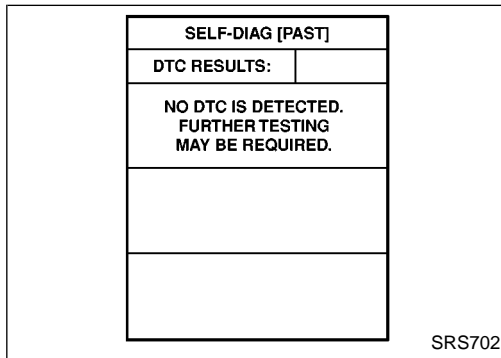 SELF-DIAG [PAST]
DTC RESULTS:
NO DTC IS DETECTED.
FURTHER TESTING
MAY BE REQUIRED.
SRS702